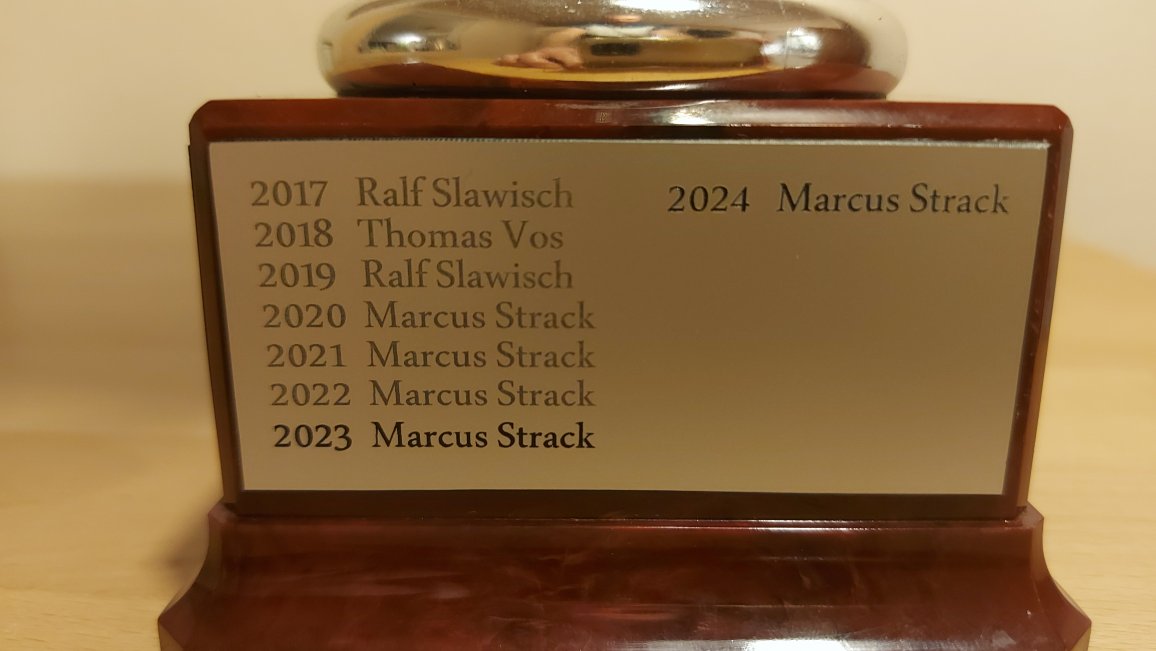 2017 Ralf Slawisch
2018 Thomas Vos
2019 Ralf Slawisch
2020 Marcus Strack
2021 Marcus Strack
2022 Marcus Strack
2023 Marcus Strack
2024 Marcus Strack